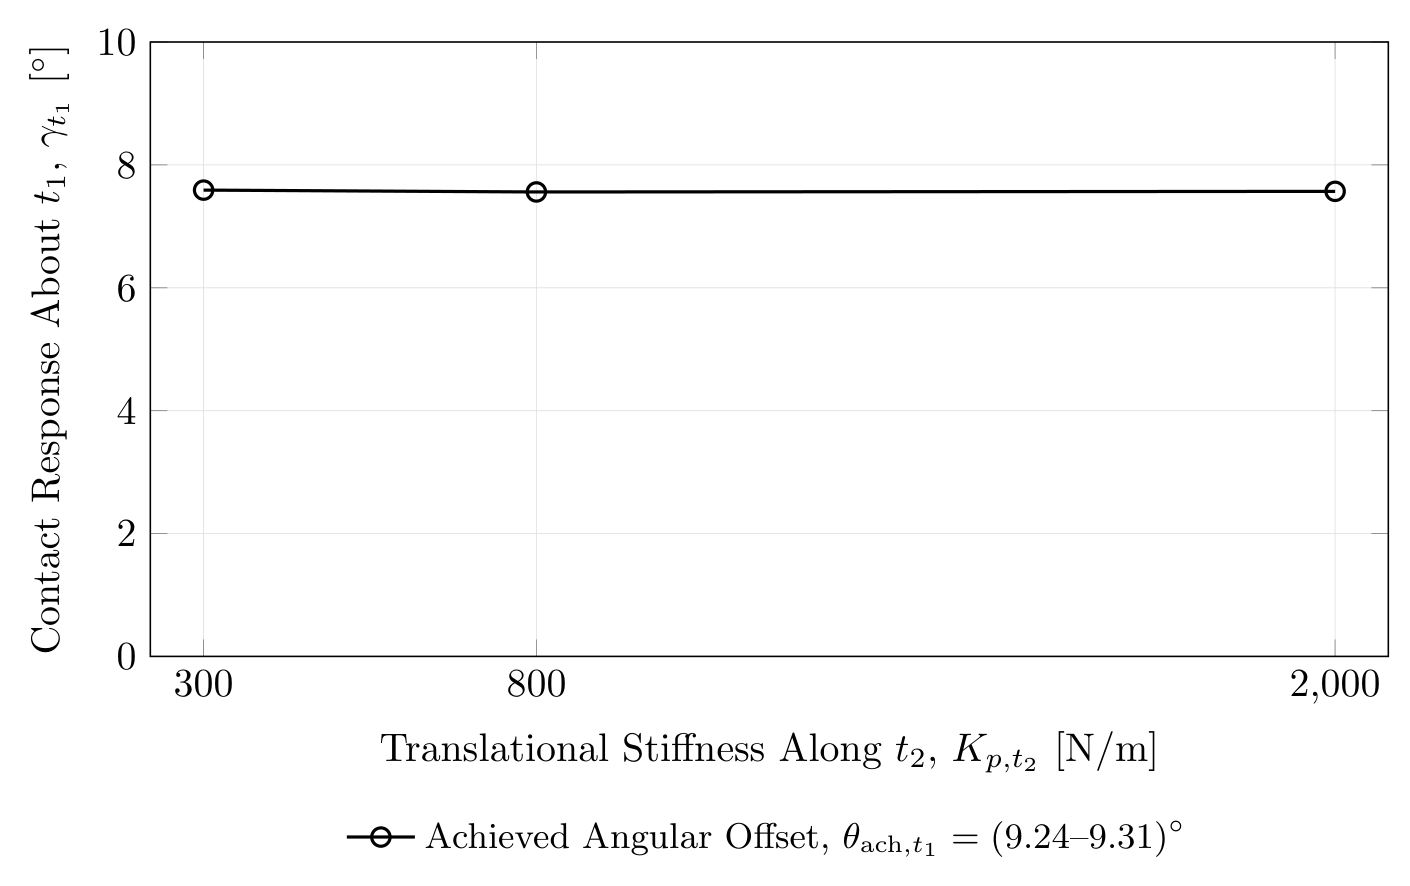 Contact Response About t₁, γₜ₁ [°]
10
8
6
4
2
0
300 800 2,000
Translational Stiffness Along t₂, Kₚ,ₜ₂ [N/m]
Achieved Angular Offset, θ_ach,t₁ = (9.24–9.31)°